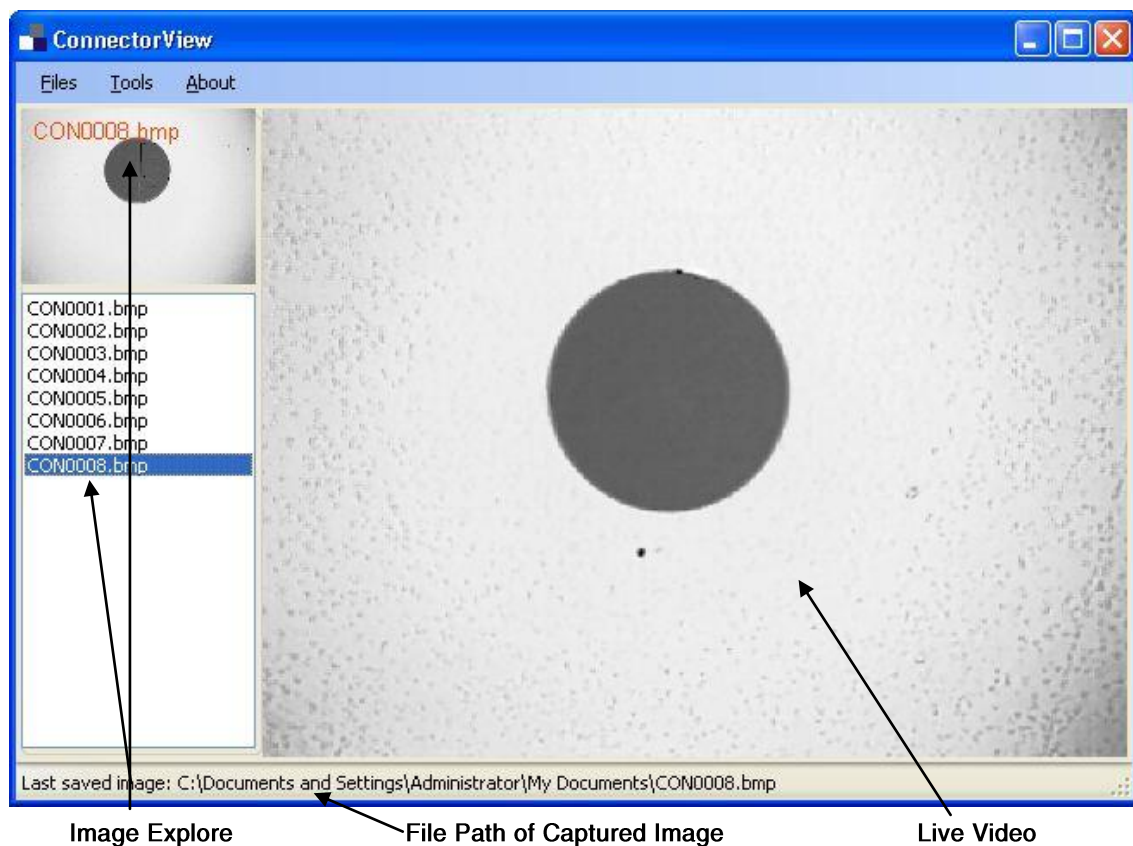 ConnectorView
Files Tools About
CON0008.bmp
CON0001.bmp
CON0002.bmp
CON0003.bmp
CON0004.bmp
CON0005.bmp
CON0006.bmp
CON0007.bmp
CON0008.bmp
Last saved image: C:\Documents and Settings\Administrator\My Documents\CON0008.bmp
Image Explore File Path of Captured Image Live Video